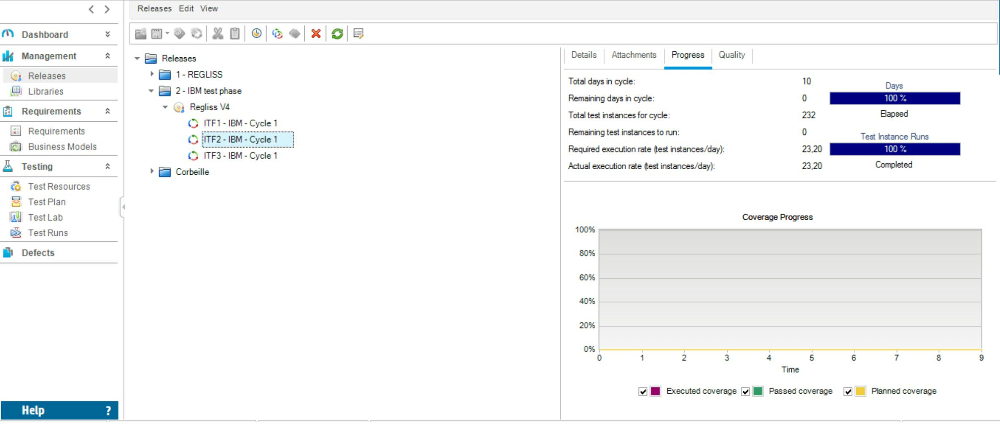 Releases Edit View
Dashboard
Management
Releases
Libraries
Requirements
Requirements
Business Models
Testing
Test Resources
Test Plan
Test Lab
Test Runs
Defects
Help ?
Releases
1 - REGLISS
2 - IBM test phase
Regliss V4
ITF1 - IBM - Cycle 1
ITF2 - IBM - Cycle 1
ITF3 - IBM - Cycle 1
Corbeille
Details Attachments Progress Quality
Total days in cycle: 10
Remaining days in cycle: 0
Total test instances for cycle: 232
Remaining test instances to run: 0
Required execution rate (test instances/day): 23,20
Actual execution rate (test instances/day): 23,20
Days
100 %
Elapsed
Test Instance Runs
100 %
Completed
Coverage Progress
100%
80%
60%
40%
20%
0%
0 1 2 3 4 5 6 7 8 9
Time
Executed coverage Passed coverage Planned coverage